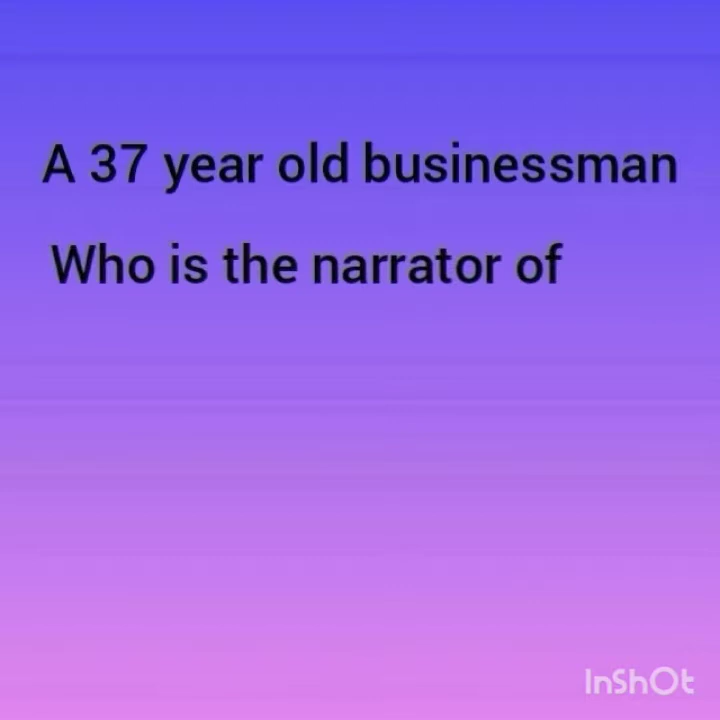 A 37 year old businessman
Who is the narrator of
InShOt